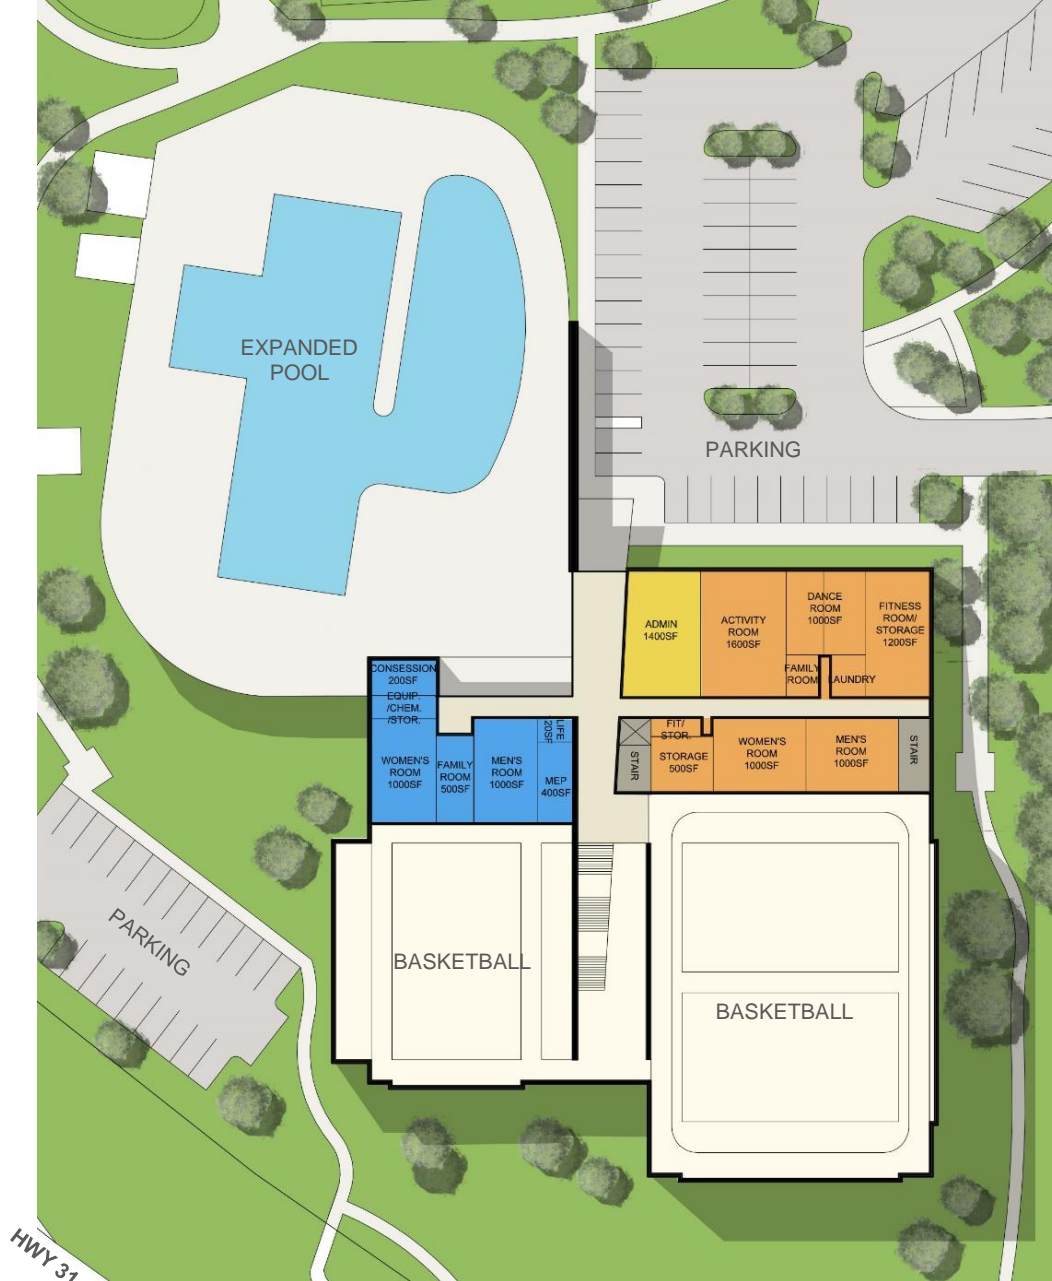 EXPANDED
POOL
PARKING
ADMIN
1400SF
ACTIVITY
ROOM
1600SF
DANCE
ROOM
1000SF
FITNESS
ROOM/
STORAGE
1200SF
FAMILY
ROOM
LAUNDRY
CONSESSION
200SF
EQUIP.
/CHEM.
/STOR.
WOMEN'S
ROOM
1000SF
FAMILY
ROOM
500SF
MEN'S
ROOM
1000SF
LIFE
120SF
MEP
400SF
STAIR
FIT/
STOR.
STORAGE
500SF
WOMEN'S
ROOM
1000SF
MEN'S
ROOM
1000SF
STAIR
PARKING
BASKETBALL
BASKETBALL
HWY 31